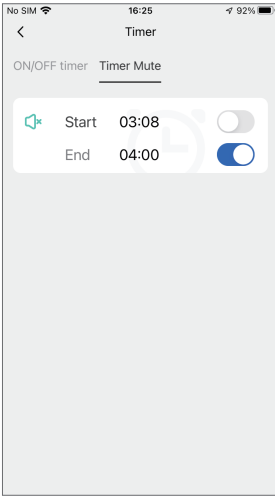 No SIM 16:25 92%
Timer
ON/OFF timer Timer Mute
Start 03:08
End 04:00